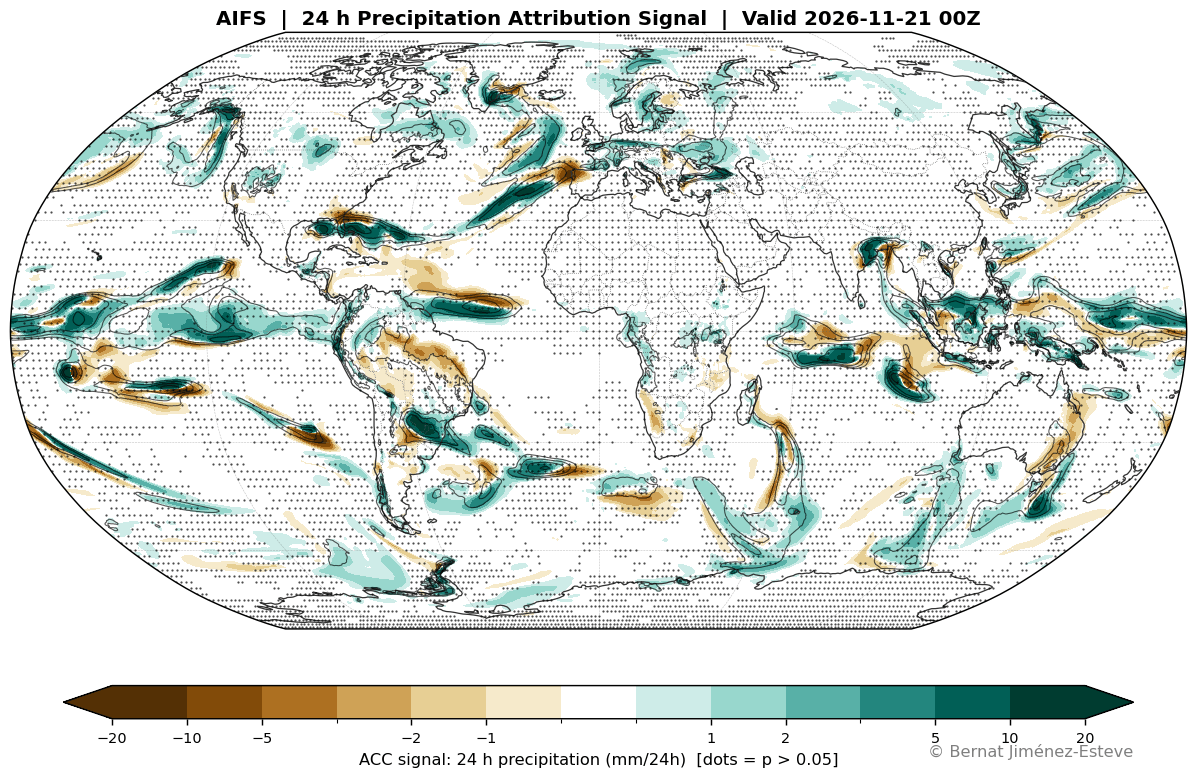 AIFS  |  24 h Precipitation Attribution Signal  |  Valid 2026-11-21 00Z
−20 −10 −5 −2 −1 1 2 5 10 20
ACC signal: 24 h precipitation (mm/24h)  [dots = p > 0.05]
© Bernat Jiménez-Esteve